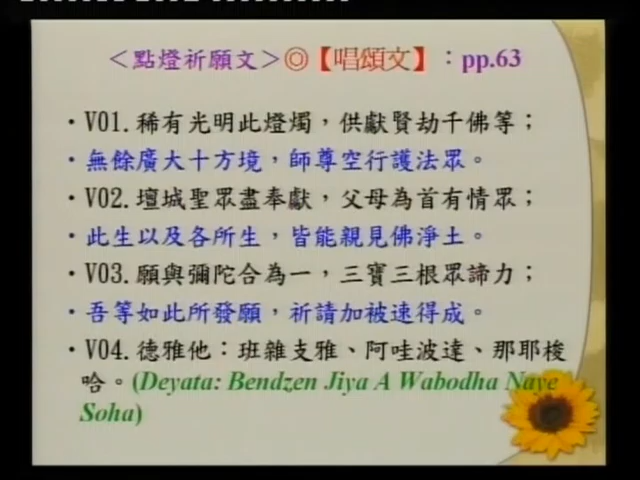 ＜點燈祈願文＞◎【唱頌文】：pp.63
・V01.稀有光明此燈燭，供獻賢劫千佛等；
・無餘廣大十方境，師尊空行護法眾。
・V02.壇城聖眾盡奉獻，父母為首有情眾；
・此生以及各所生，皆能親見佛淨土。
・V03.願與彌陀合為一，三寶三根眾諦力；
・吾等如此所發願，祈請加被速得成。
・V04.德雅他：班雜支雅、阿哇波達、那耶梭
哈。(Deyata: Bendzen Jiya A Wabodha Naye
Soha)